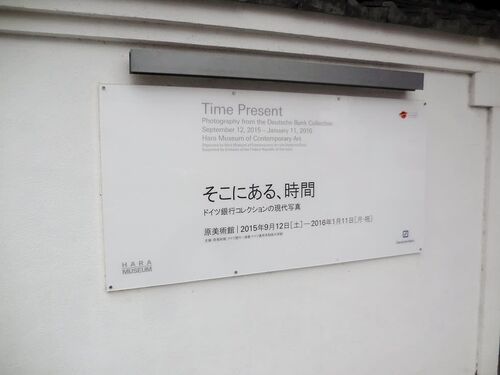 Time Present
Photography from the Deutsche Bank Collection
September 12, 2015 – January 11, 2016
Hara Museum of Contemporary Art
そこにある、時間
ドイツ銀行コレクションの現代写真
原美術館 | 2015年9月12日[土]—2016年1月11日[月・祝]
HARA
MUSEUM